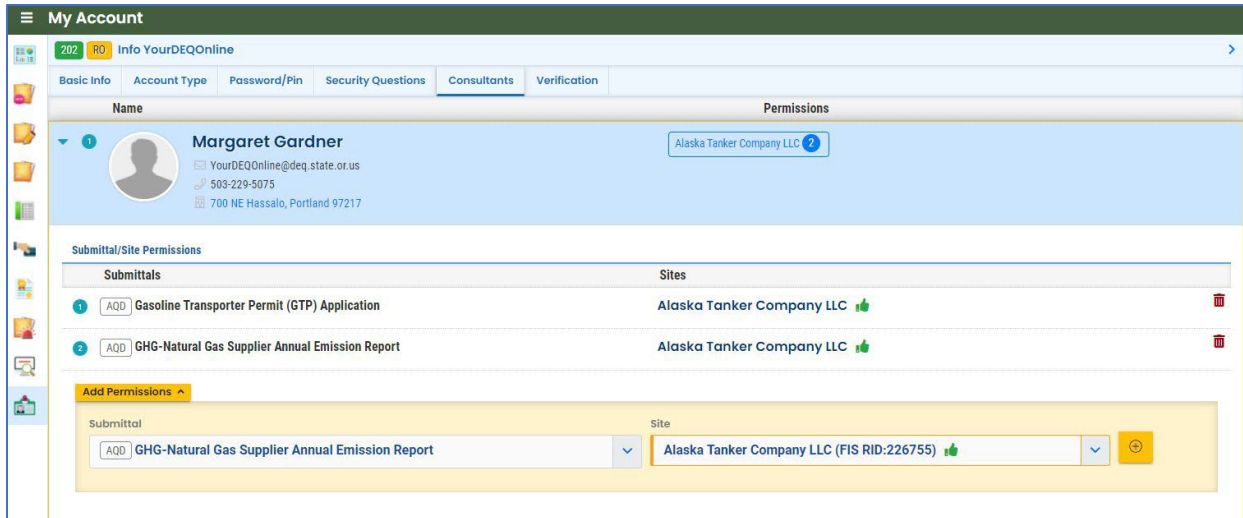 My Account
202 RO Info YourDEQOnline
Basic Info Account Type Password/Pin Security Questions Consultants Verification
Name Permissions
1 Margaret Gardner Alaska Tanker Company LLC 2
YourDEQOnline@deq.state.or.us
503-229-5075
700 NE Hassalo, Portland 97217
Submittal/Site Permissions
Submittals Sites
1 AQD Gasoline Transporter Permit (GTP) Application Alaska Tanker Company LLC
2 AQD GHG-Natural Gas Supplier Annual Emission Report Alaska Tanker Company LLC
Add Permissions
Submittal Site
AQD GHG-Natural Gas Supplier Annual Emission Report Alaska Tanker Company LLC (FIS RID:226755)